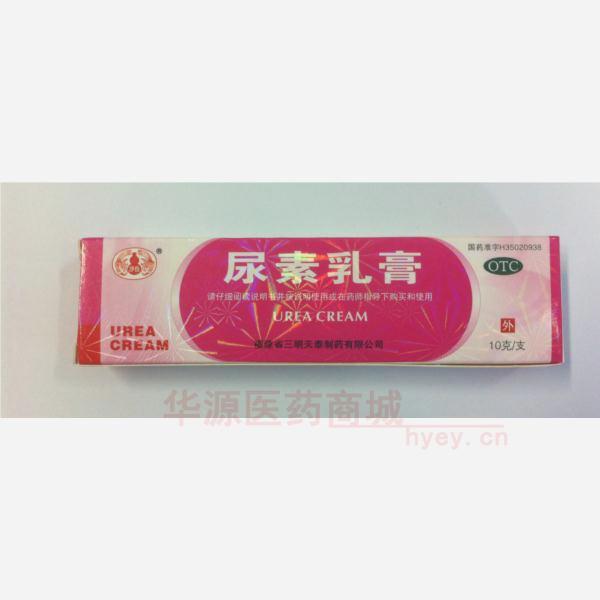 国药准字H35020938
尿素乳膏
OTC
请仔细阅读说明书并按说明使用或在药师指导下购买和使用
UREA CREAM
UREA
CREAM
外
福建省三明天泰制药有限公司
10克/支
华源医药商城
hyey.cn